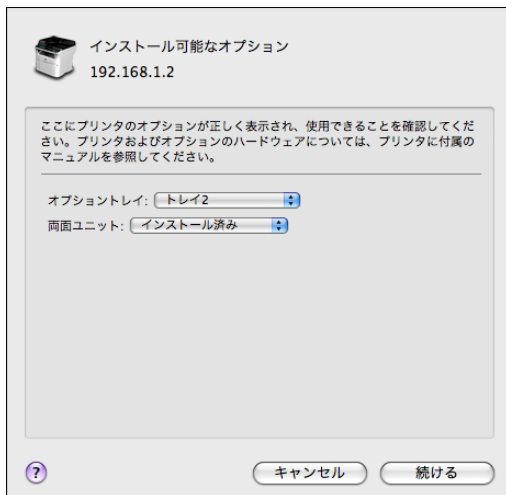 インストール可能なオプション
192.168.1.2
ここにプリンタのオプションが正しく表示され、使用できることを確認してくだ
さい。プリンタおよびオプションのハードウェアについては、プリンタに付属の
マニュアルを参照してください。
オプショントレイ: トレイ2
両面ユニット: インストール済み
? キャンセル 続ける